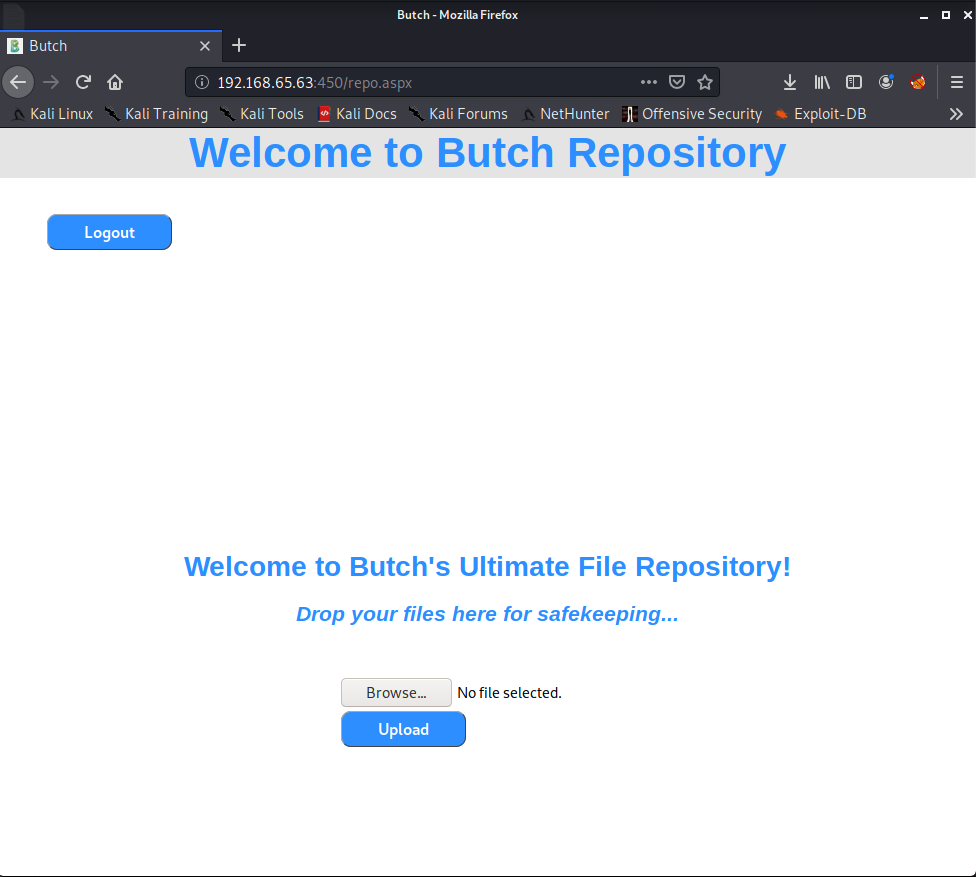 Butch - Mozilla Firefox
Butch
192.168.65.63:450/repo.aspx
Kali Linux Kali Training Kali Tools Kali Docs Kali Forums NetHunter Offensive Security Exploit-DB
Welcome to Butch Repository
Logout
Welcome to Butch's Ultimate File Repository!
Drop your files here for safekeeping...
Browse... No file selected.
Upload